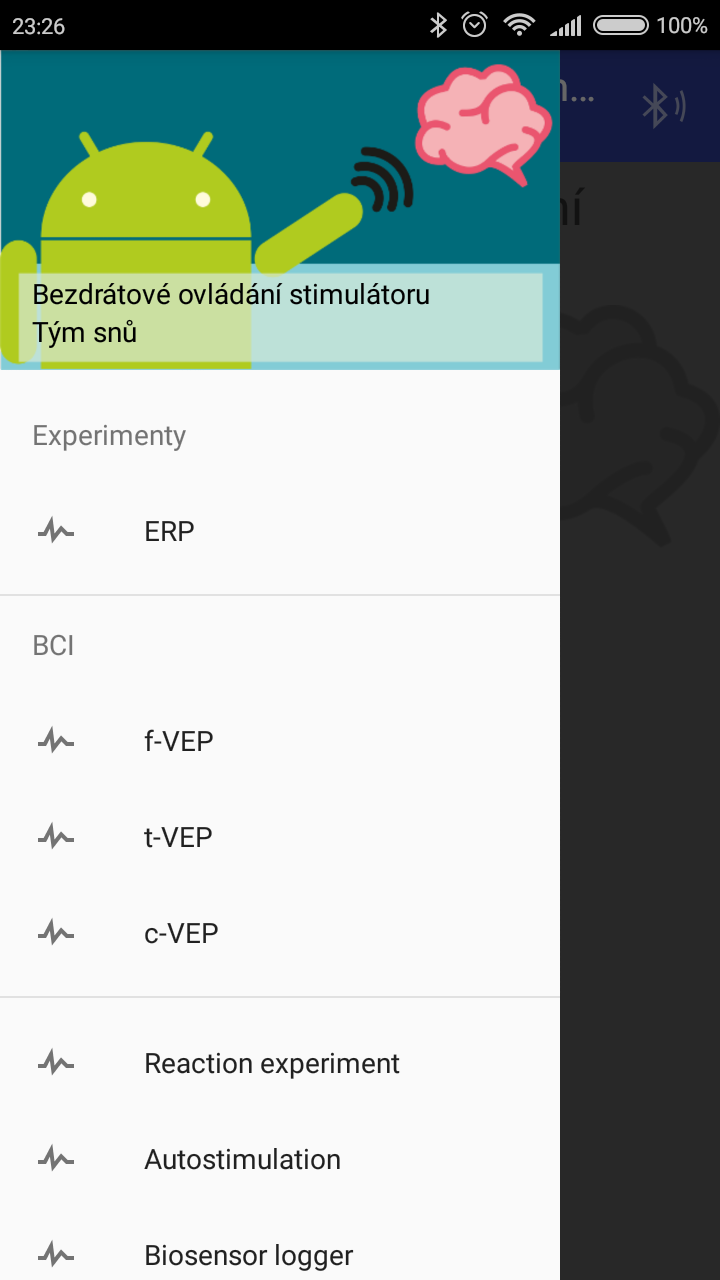 23:26
100%
Bezdrátové ovládání stimulátoru
Tým snů
Experimenty
ERP
BCI
f-VEP
t-VEP
c-VEP
Reaction experiment
Autostimulation
Biosensor logger